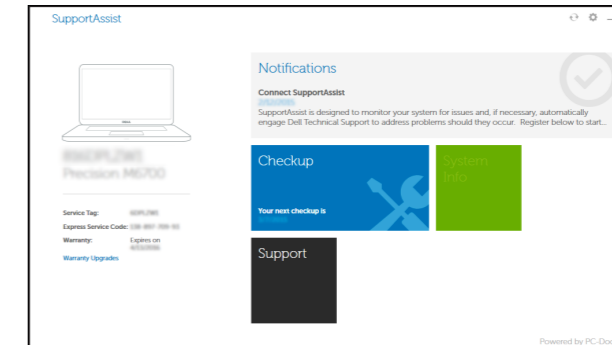 SupportAssist
Notifications
Connect SupportAssist
SupportAssist is designed to monitor your system for issues and, if necessary, automatically
engage Dell Technical Support to address problems should they occur. Register below to start...
Precision M6700
Checkup
System
Info
Your next checkup is
Service Tag:
Express Service Code:
Warranty: Expires on
Warranty Upgrades
Support
Powered by PC-Doc